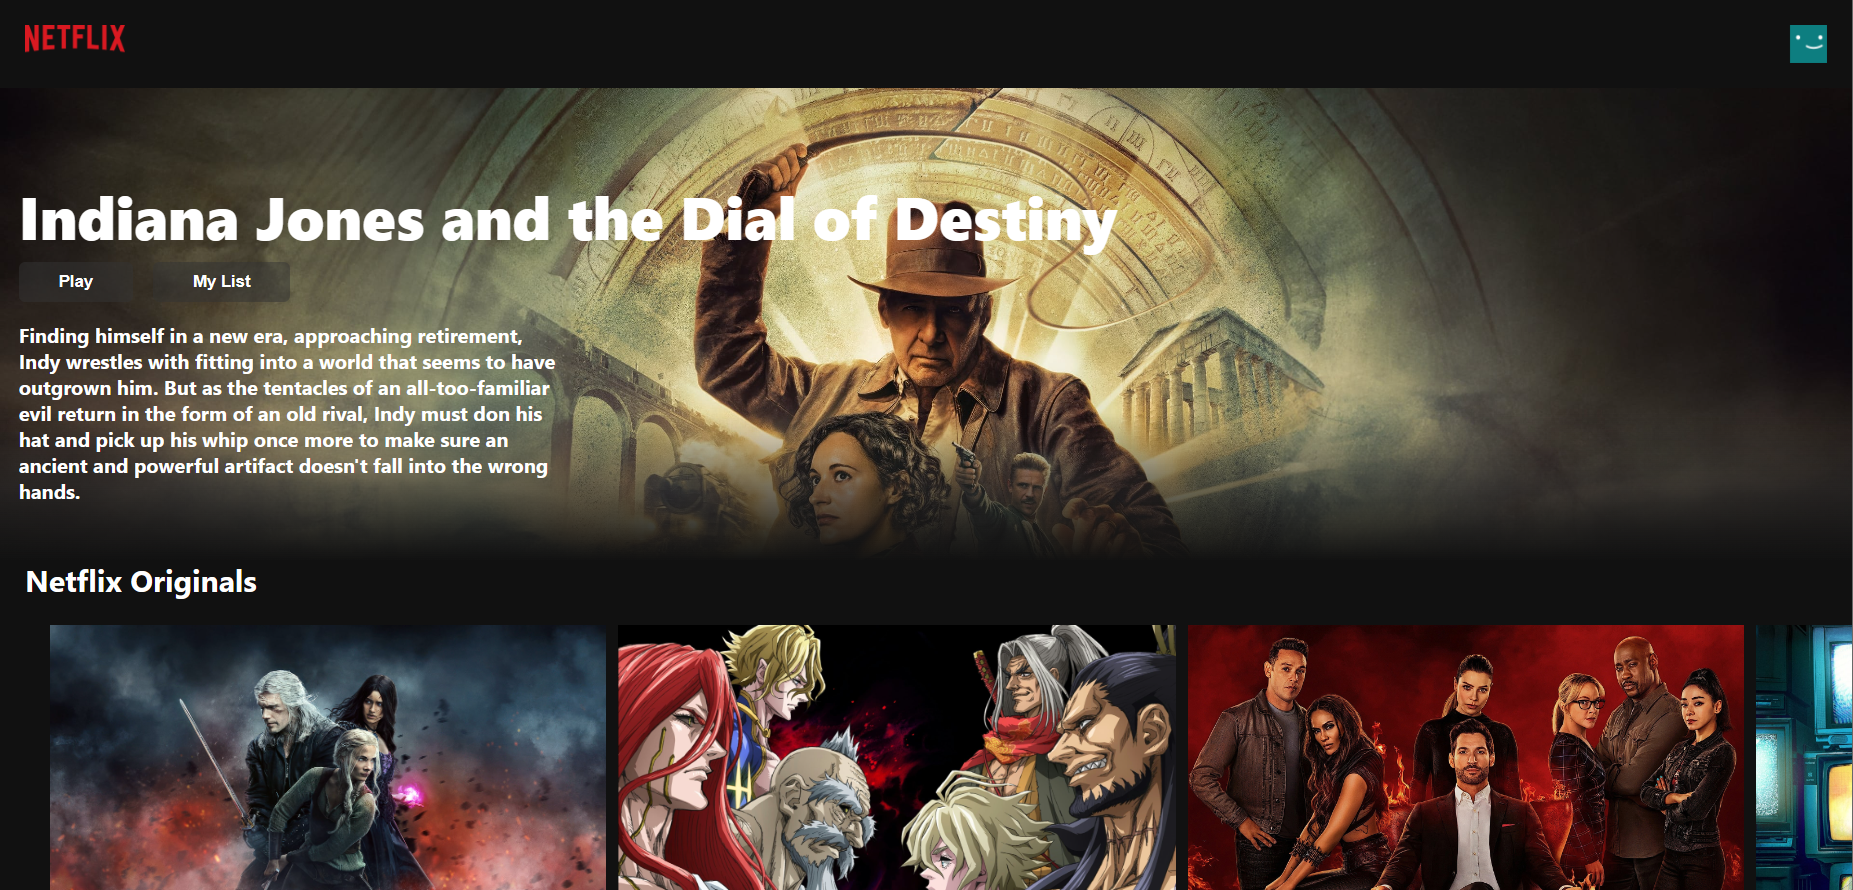 NETFLIX
Indiana Jones and the Dial of Destiny
Play
My List
Finding himself in a new era, approaching retirement,
Indy wrestles with fitting into a world that seems to have
outgrown him. But as the tentacles of an all-too-familiar
evil return in the form of an old rival, Indy must don his
hat and pick up his whip once more to make sure an
ancient and powerful artifact doesn't fall into the wrong
hands.
Netflix Originals